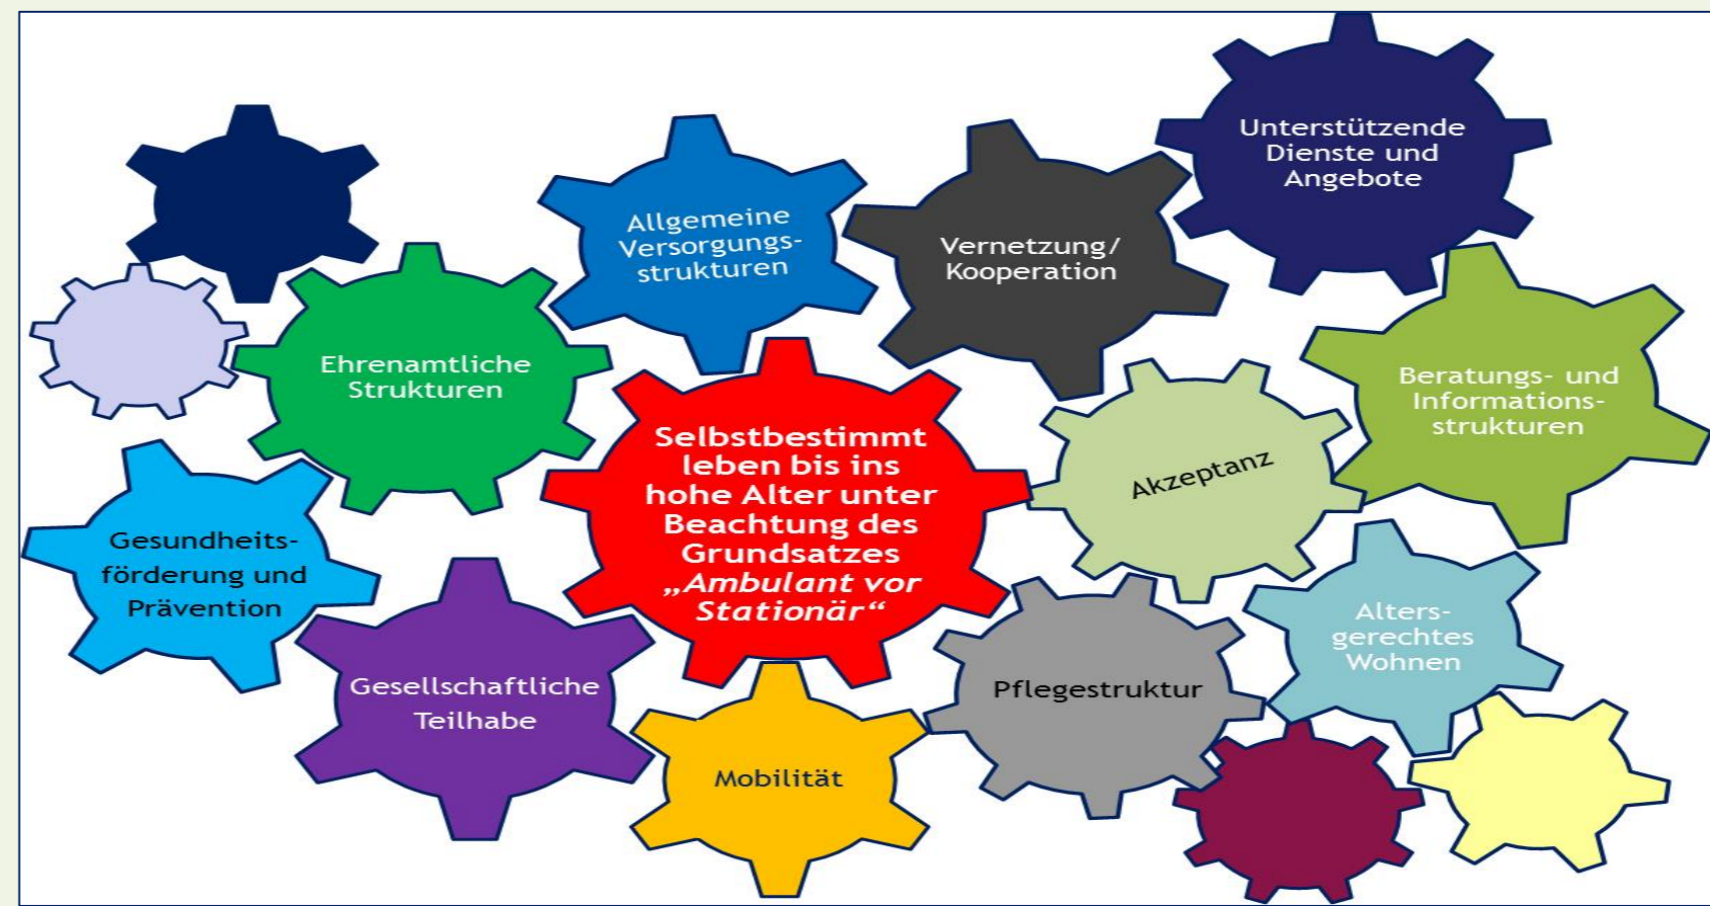 Unterstützende
Dienste und
Angebote
Allgemeine
Versorgungs-
strukturen
Vernetzung/
Kooperation
Ehrenamtliche
Strukturen
Beratungs- und
Informations-
strukturen
Selbstbestimmt
leben bis ins
hohe Alter unter
Beachtung des
Grundsatzes
„Ambulant vor
Stationär“
Akzeptanz
Gesundheits-
förderung und
Prävention
Alters-
gerechtes
Wohnen
Gesellschaftliche
Teilhabe
Pflegestruktur
Mobilität